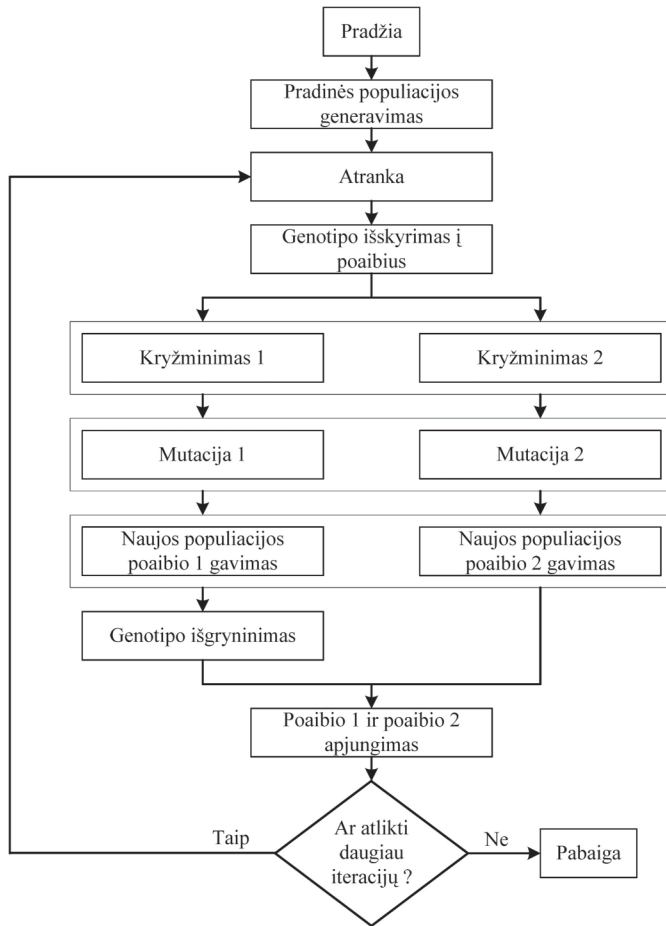 Pradžia
Pradinės populiacijos
generavimas
Atranka
Genotipo išskyrimas į
poaibius
Kryžminimas 1
Kryžminimas 2
Mutacija 1
Mutacija 2
Naujos populiacijos
poaibio 1 gavimas
Naujos populiacijos
poaibio 2 gavimas
Genotipo išgryninimas
Poaibio 1 ir poaibio 2
apjungimas
Taip
Ar atlikti
daugiau
iteracijų ?
Ne
Pabaiga